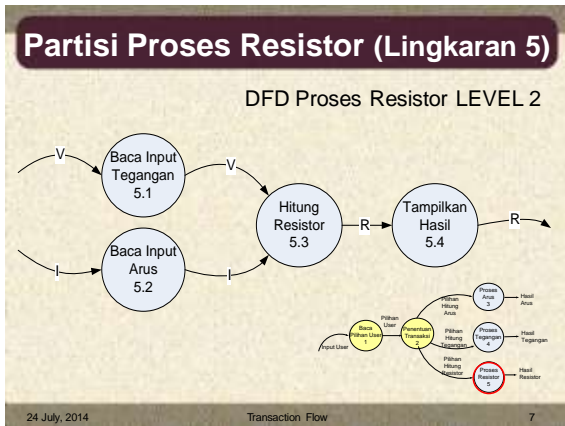 Partisi Proses Resistor (Lingkaran 5)
DFD Proses Resistor LEVEL 2
V
Baca Input
Tegangan
5.1
V
I
Baca Input
Arus
5.2
I
Hitung
Resistor
5.3
R
Tampilkan
Hasil
5.4
R
Input User
Baca
Pilihan User
1
Pilihan
User
Penentuan
Transaksi
2
Pilihan
Hitung
Arus
Proses
Arus
3
Hasil
Arus
Pilihan
Hitung
Tegangan
Proses
Tegangan
4
Hasil
Tegangan
Pilihan
Hitung
Resistor
Proses
Resistor
5
Hasil
Resistor
24 July, 2014
Transaction Flow
7